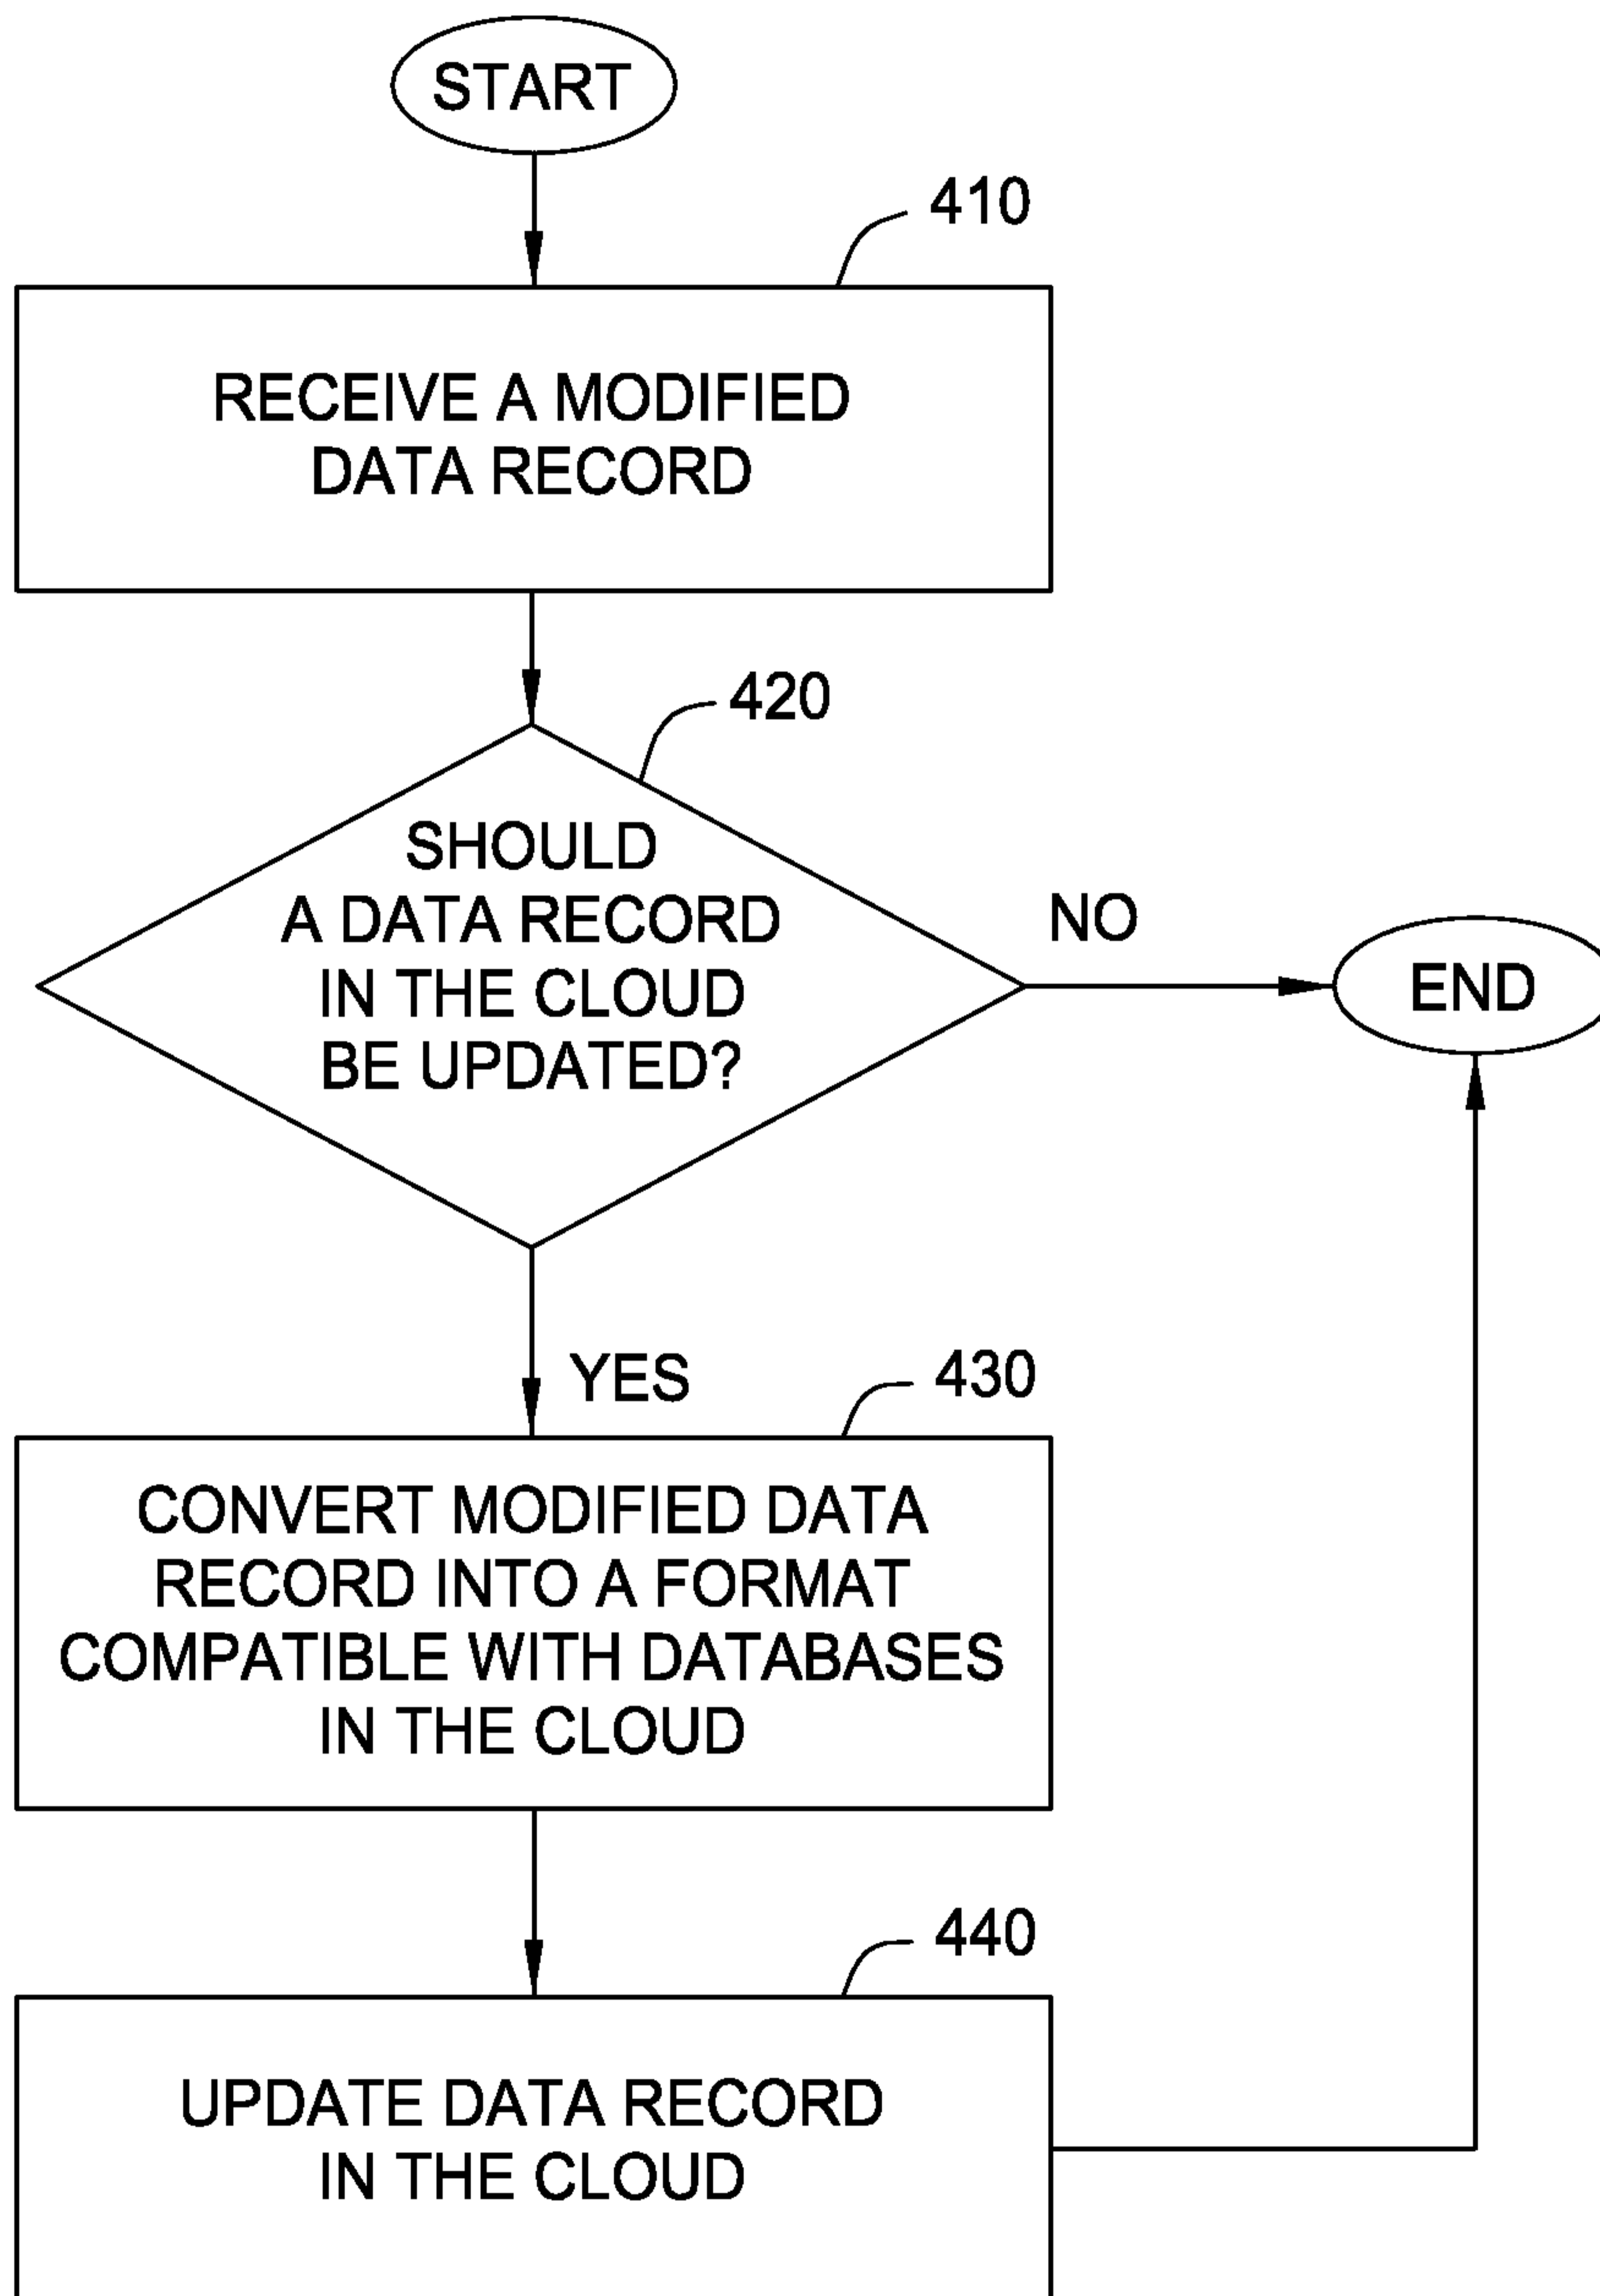 START
410
RECEIVE A MODIFIED
DATA RECORD
420
SHOULD
A DATA RECORD
IN THE CLOUD
BE UPDATED?
NO
END
YES
430
CONVERT MODIFIED DATA
RECORD INTO A FORMAT
COMPATIBLE WITH DATABASES
IN THE CLOUD
440
UPDATE DATA RECORD
IN THE CLOUD